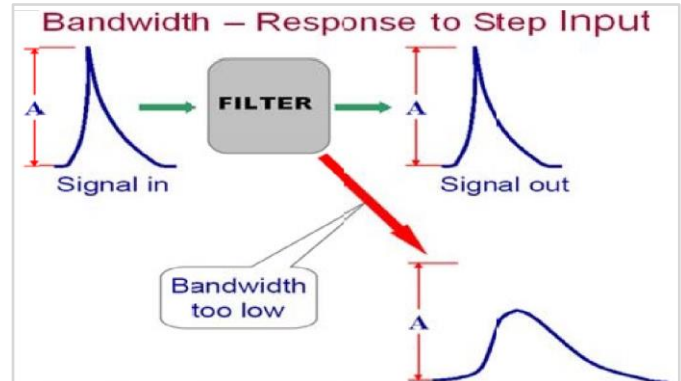 Bandwidth – Response to Step Input
A
FILTER
A
Signal in
Signal out
Bandwidth
too low
A